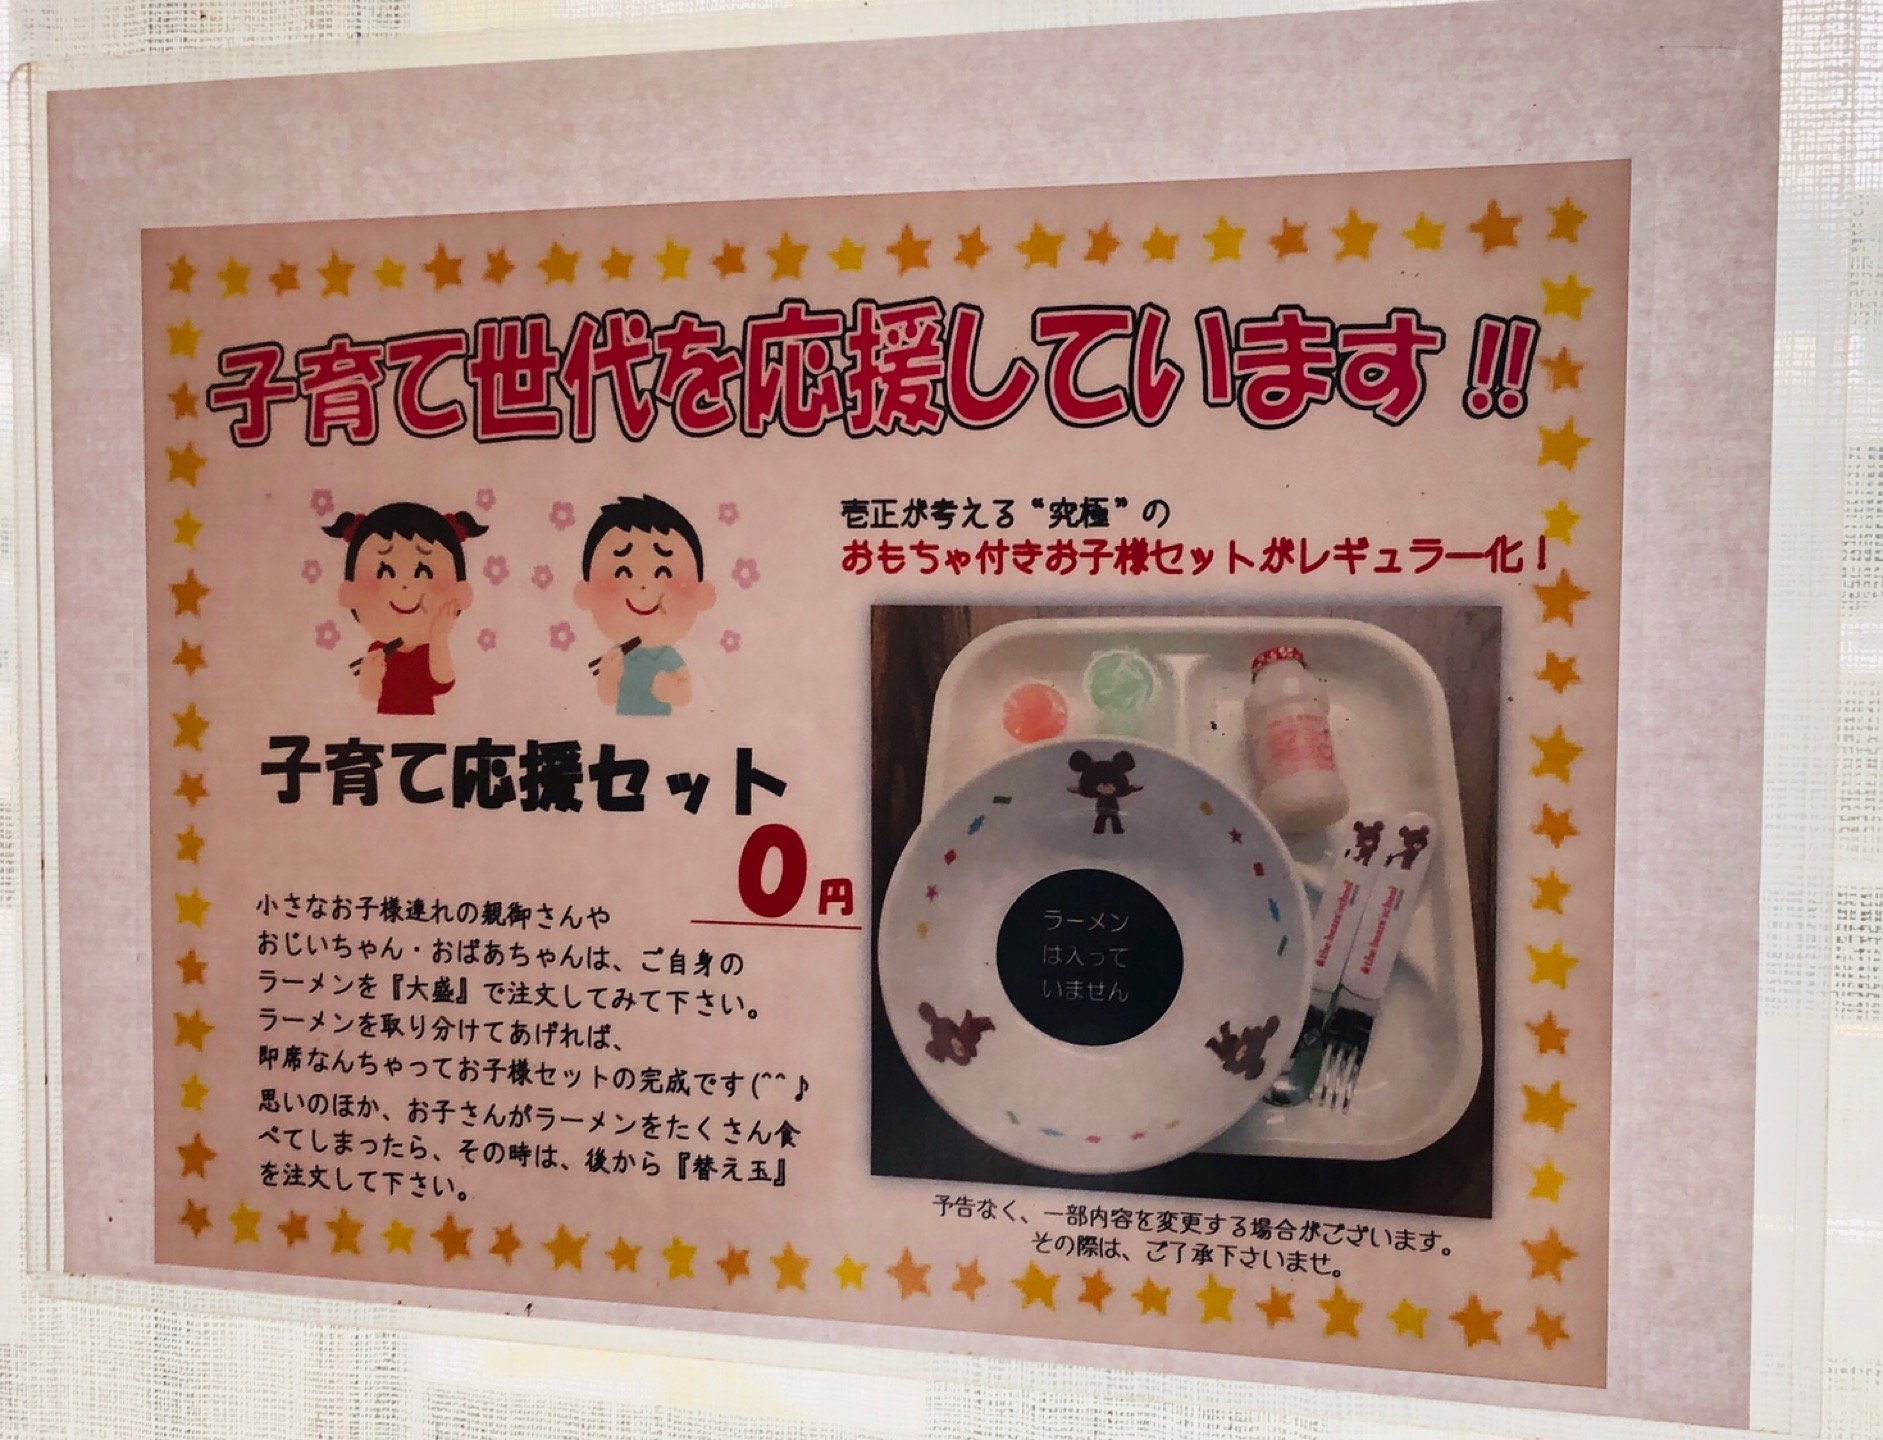 子育て世代を応援しています!!
壱正が考える“究極”の
おもちゃ付きお子様セットがレギュラー化！
子育て応援セット
0円
小さなお子様連れの親御さんや
おじいちゃん・おばあちゃんは、ご自身の
ラーメンを『大盛』で注文してみて下さい。
ラーメンを取り分けてあげれば、
即席なんちゃってお子様セットの完成です(^^♪
思いのほか、お子さんがラーメンをたくさん食
べてしまったら、その時は、後から『替え玉』
を注文して下さい。
ラーメン
は入って
いません
the bears' school
the bears' school
予告なく、一部内容を変更する場合がございます。
その際は、ご了承下さいませ。